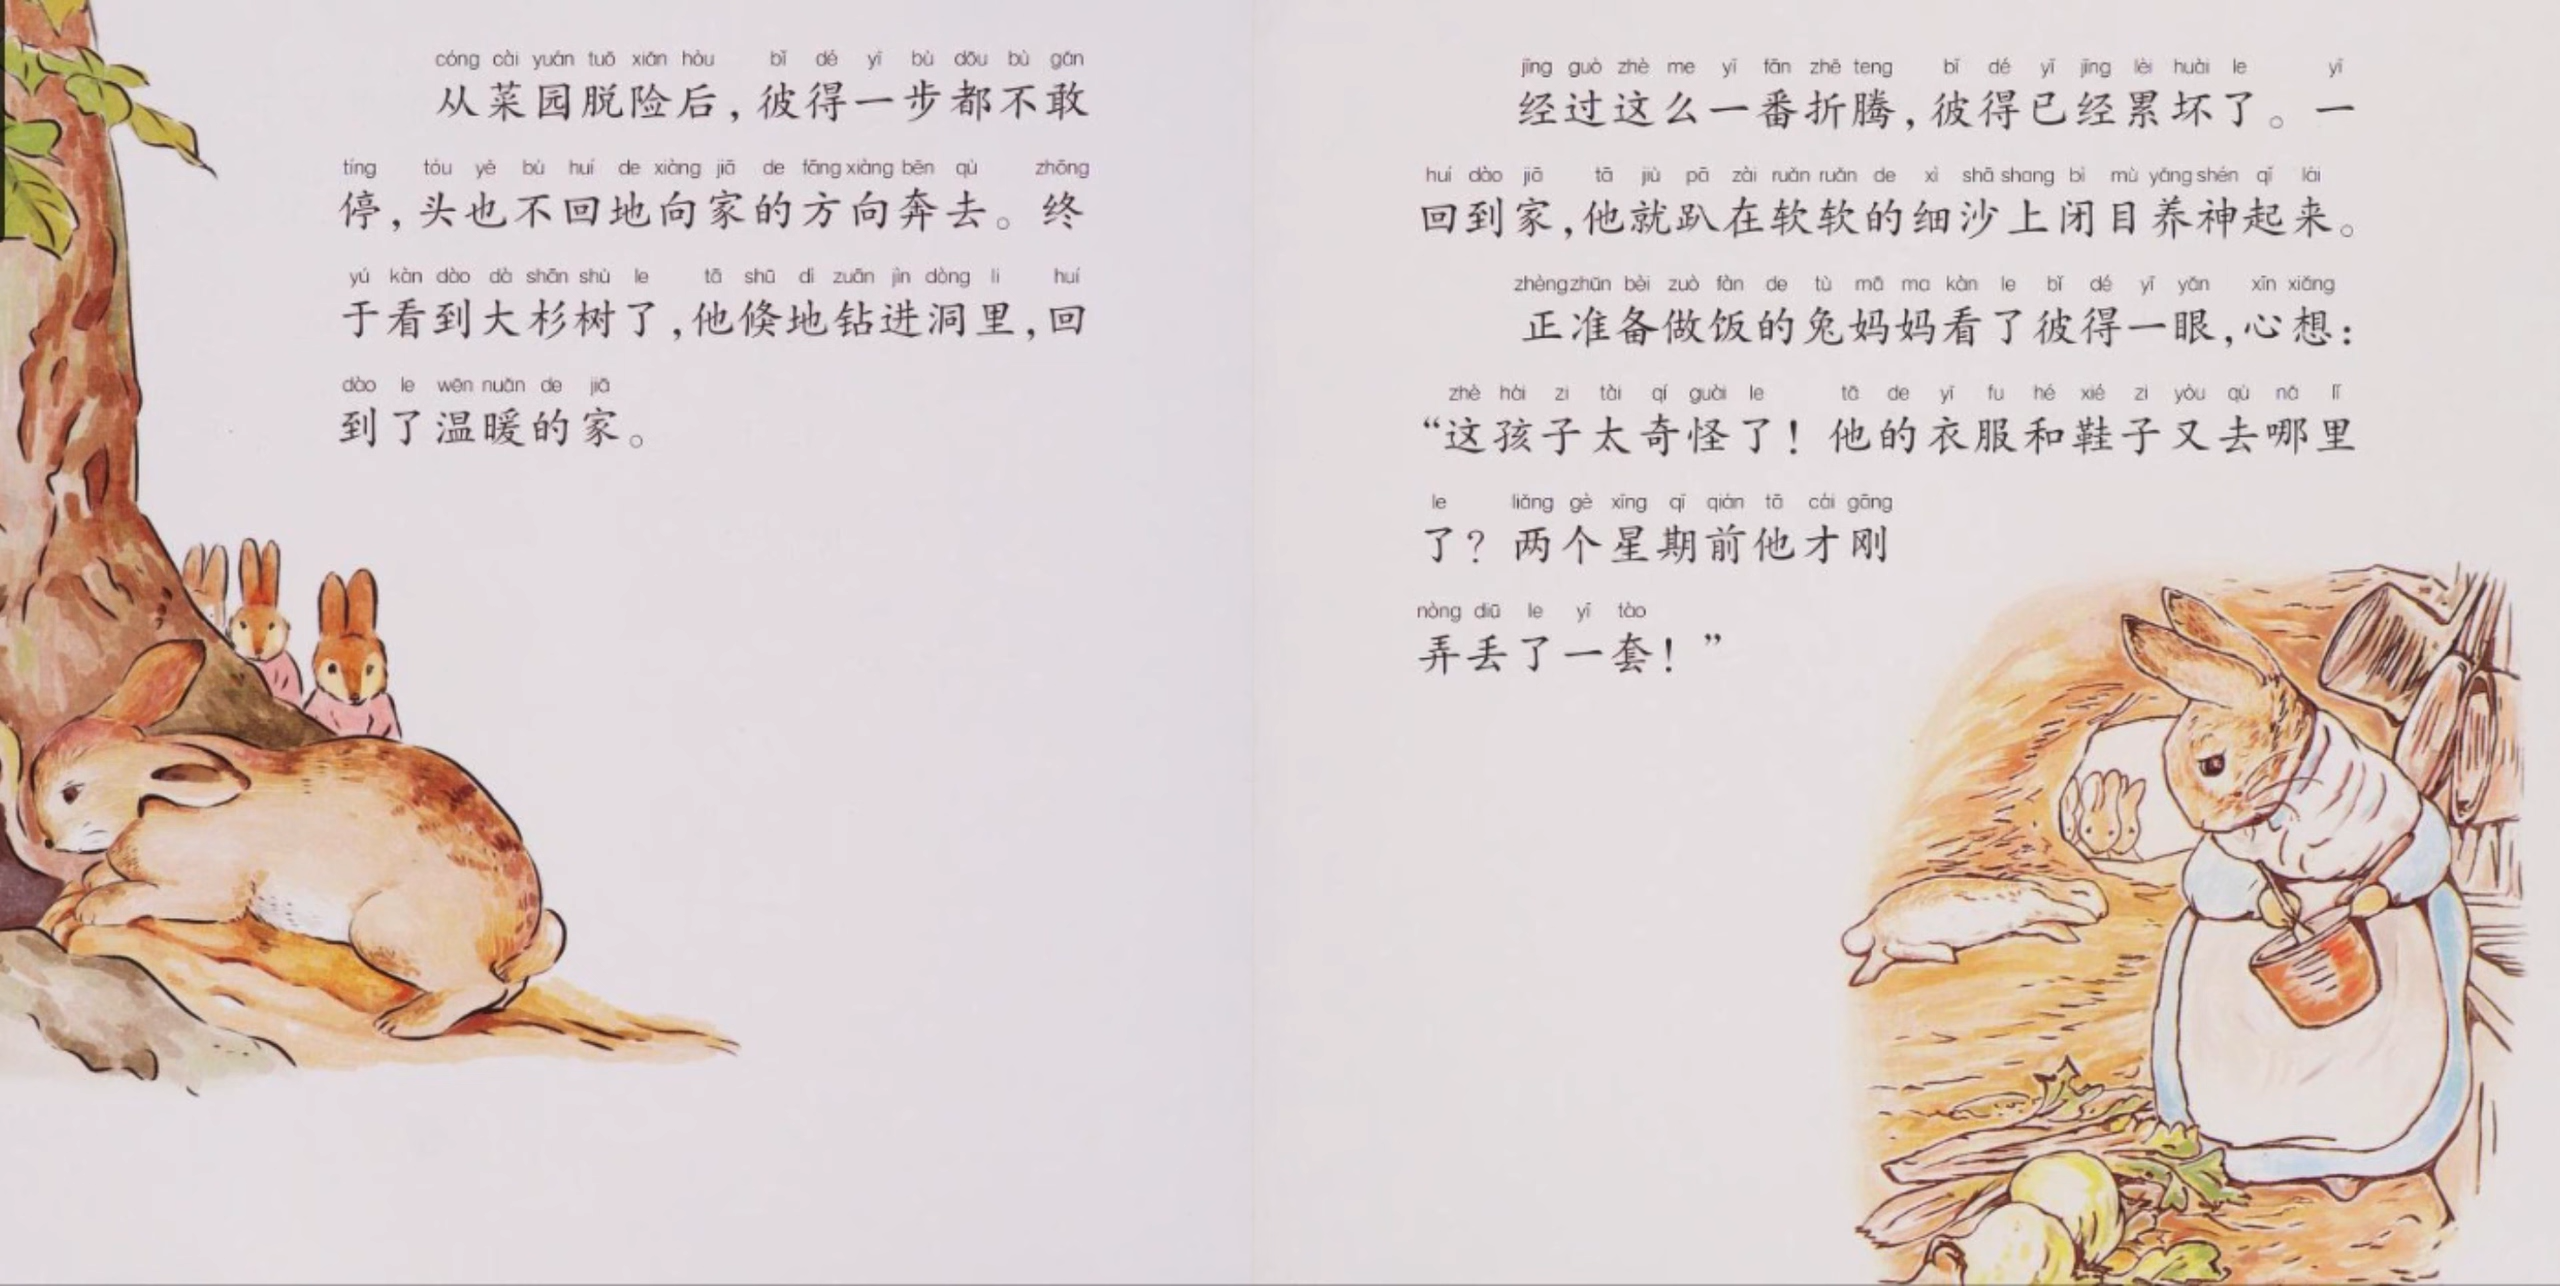 cóng cài yuán tuō xiǎn hòu bǐ dé yí bù dōu bù gǎn
从菜园脱险后，彼得一步都不敢
tíng tóu yě bù huí de xiàng jiā de fāng xiàng bēn qù zhōng
停，头也不回地向家的方向奔去。终
yú kàn dào dà shān shù le tā shū dì zuān jìn dòng li huí
于看到大杉树了，他倏地钻进洞里，回
dào le wēn nuǎn de jiā
到了温暖的家。
jīng guò zhè me yī fān zhē teng bǐ dé yǐ jīng lèi huài le yì
经过这么一番折腾，彼得已经累坏了。一
huí dào jiā tā jiù pā zài ruǎn ruǎn de xì shā shang bì mù yǎng shén qǐ lái
回到家，他就趴在软软的细沙上闭目养神起来。
zhèng zhǔn bèi zuò fàn de tù mā ma kàn le bǐ dé yì yǎn xīn xiǎng
正准备做饭的兔妈妈看了彼得一眼，心想：
zhè hái zi tài qí guài le tā de yī fu hé xié zi yòu qù nǎ lǐ
“这孩子太奇怪了！他的衣服和鞋子又去哪里
le liǎng gè xīng qī qián tā cái gāng
了？两个星期前他才刚
nòng diū le yí tào
弄丢了一套！”